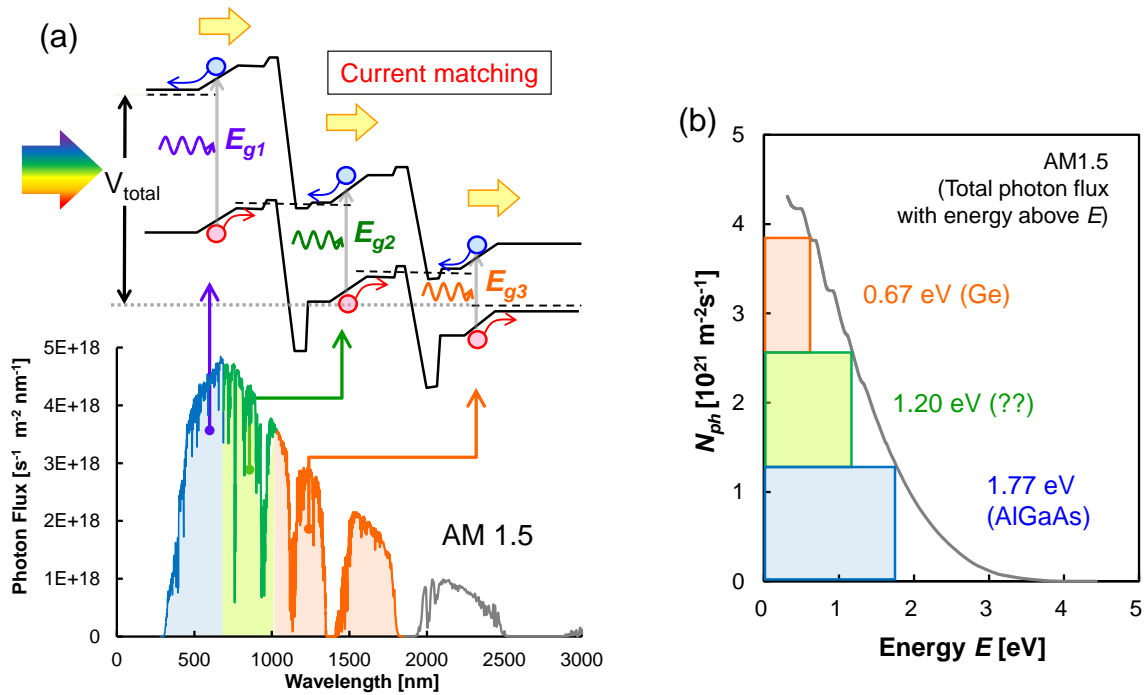 (a)
Current matching
E_g1
V_total
E_g2
E_g3
5E+18
4E+18
3E+18
2E+18
1E+18
0
Photon Flux [s^-1 m^-2 nm^-1]
AM 1.5
0 500 1000 1500 2000 2500 3000
Wavelength [nm]
(b)
5
4
3
2
1
0
N_ph [10^21 m^-2s^-1]
AM1.5
(Total photon flux
with energy above E)
0.67 eV (Ge)
1.20 eV (??)
1.77 eV
(AlGaAs)
0 1 2 3 4 5
Energy E [eV]